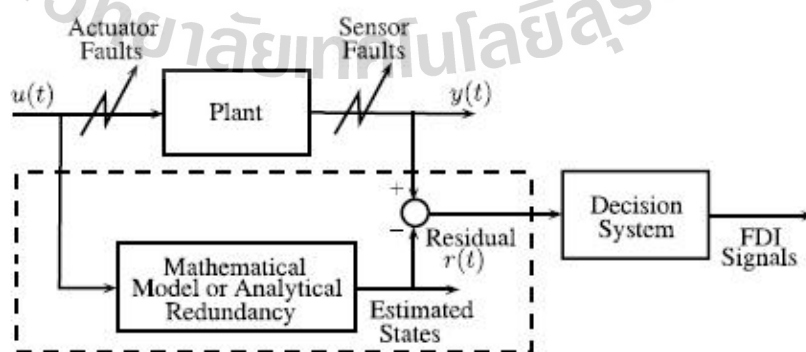 Actuator
Faults
Sensor
Faults
u(t)
Plant
y(t)
+
−
Residual
r(t)
Decision
System
FDI
Signals
Mathematical
Model or Analytical
Redundancy
Estimated
States